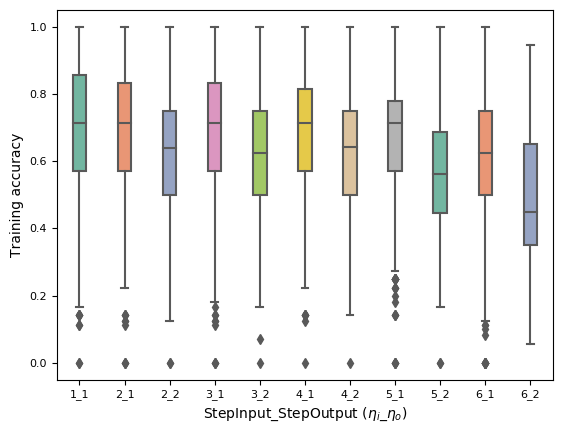 1.0
0.8
0.6
0.4
0.2
0.0
Training accuracy
1_1 2_1 2_2 3_1 3_2 4_1 4_2 5_1 5_2 6_1 6_2
StepInput_StepOutput (η_i_η_o)